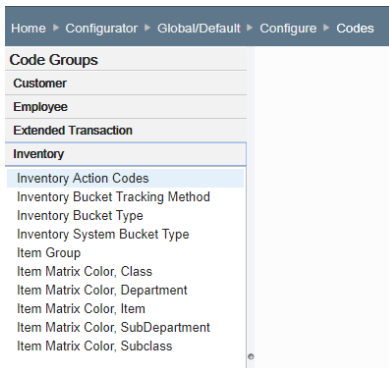 Home ▸ Configurator ▸ Global/Default ▸ Configure ▸ Codes
Code Groups
Customer
Employee
Extended Transaction
Inventory
Inventory Action Codes
Inventory Bucket Tracking Method
Inventory Bucket Type
Inventory System Bucket Type
Item Group
Item Matrix Color, Class
Item Matrix Color, Department
Item Matrix Color, Item
Item Matrix Color, SubDepartment
Item Matrix Color, Subclass